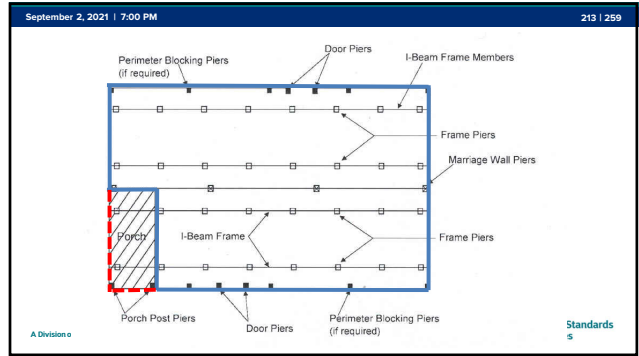 September 2, 2021 | 7:00 PM
213 | 259
Door Piers
Perimeter Blocking Piers
(if required)
I-Beam Frame Members
Frame Piers
Marriage Wall Piers
Porch
I-Beam Frame
Frame Piers
Porch Post Piers
Door Piers
Perimeter Blocking Piers
(if required)
A Division o
Standards